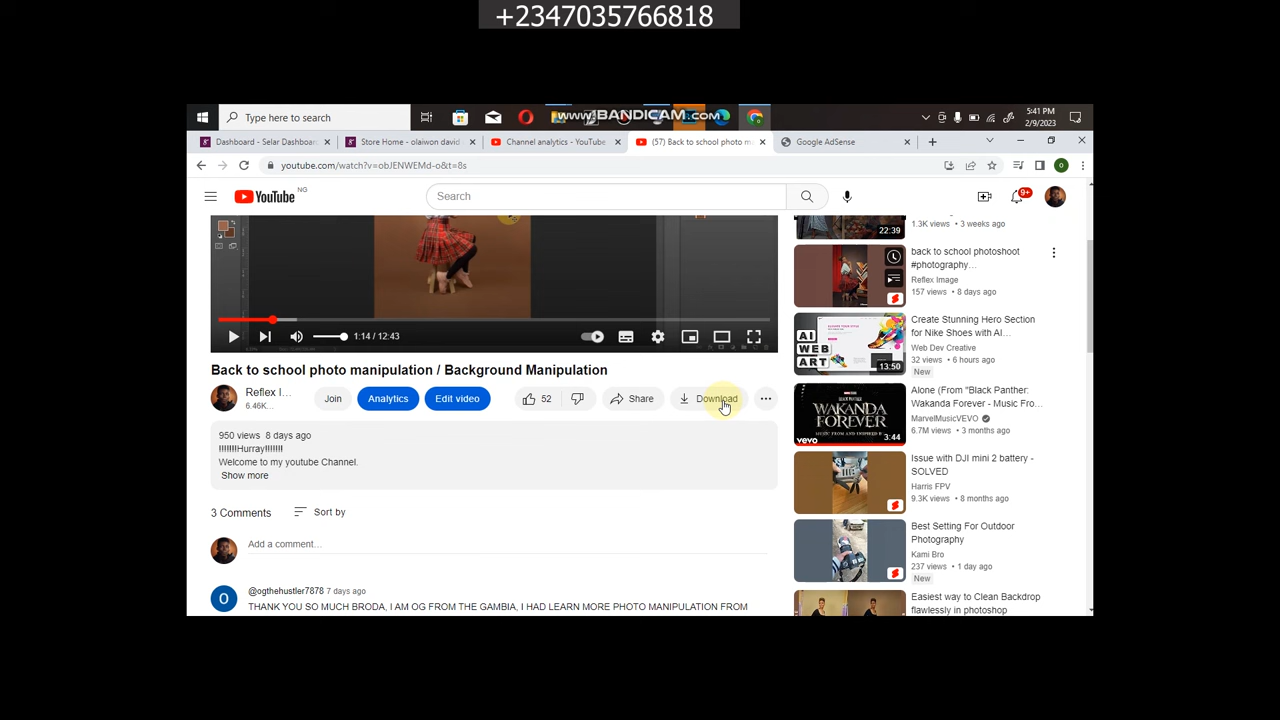 +2347035766818
Type here to search
www.BANDICAM.com
5:41 PM
2/9/2023
Dashboard - Selar Dashboar
Store Home - olaiwon david
Channel analytics - YouTube
(57) Back to school photo m
Google AdSense
youtube.com/watch?v=obJENWEMd-o&t=8s
YouTube NG
Search
9+
1:14 / 12:43
Back to school photo manipulation / Background Manipulation
Reflex I...
6.46K...
Join
Analytics
Edit video
52
Share
Download
950 views 8 days ago
!!!!!!!Hurray!!!!!!!
Welcome to my youtube Channel.
Show more
3 Comments
Sort by
Add a comment...
O
@ogthehustler7878 7 days ago
THANK YOU SO MUCH BRODA, I AM OG FROM THE GAMBIA, I HAD LEARN MORE PHOTO MANIPULATION FROM
22:39
1.3K views • 3 weeks ago
back to school photoshoot
#photography...
Reflex Image
157 views • 8 days ago
AI
WEB
ART
13:50
Create Stunning Hero Section
for Nike Shoes with AI...
Web Dev Creative
32 views • 6 hours ago
New
WAKANDA
FOREVER
vevo
3:44
Alone (From "Black Panther:
Wakanda Forever - Music Fro...
MarvelMusicVEVO
6.7M views • 3 months ago
Issue with DJI mini 2 battery -
SOLVED
Harris FPV
9.3K views • 8 months ago
Best Setting For Outdoor
Photography
Kami Bro
237 views • 1 day ago
New
Easiest way to Clean Backdrop
flawlessly in photoshop